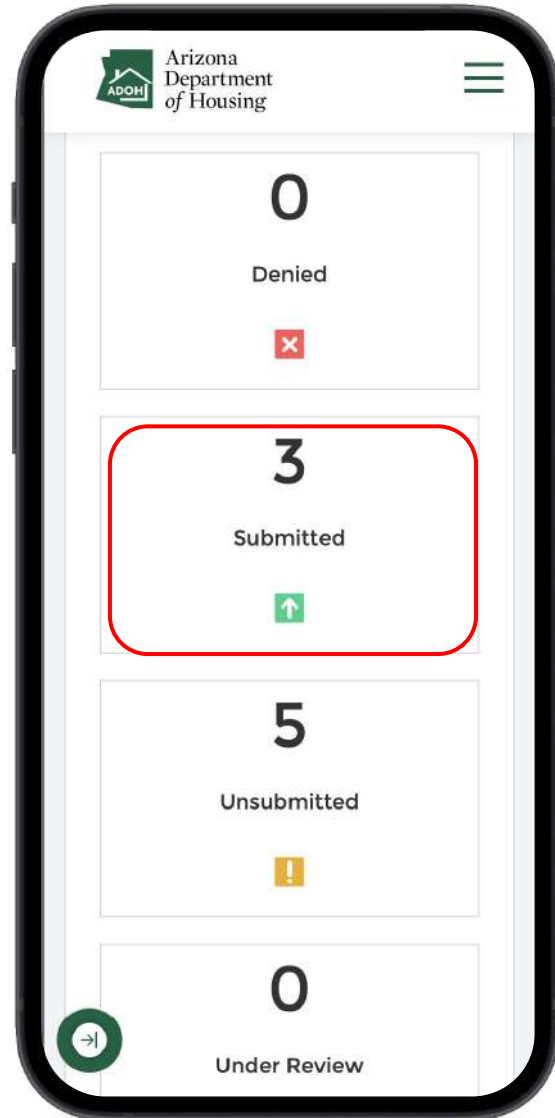 Arizona
Department
of Housing
ADOH
0
Denied
3
Submitted
5
Unsubmitted
0
Under Review